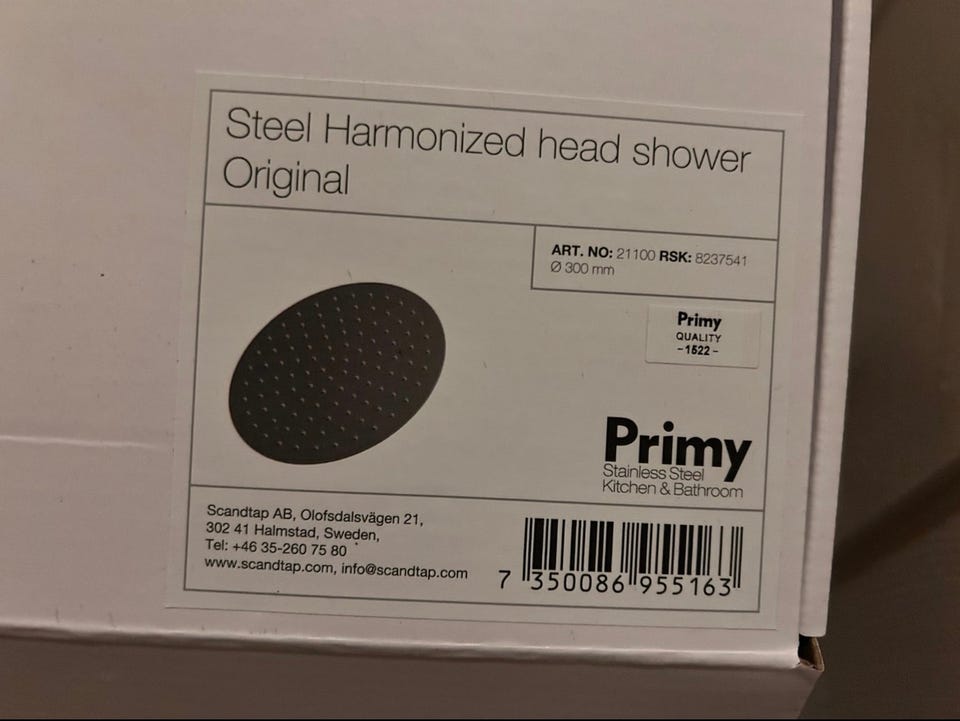 Steel Harmonized head shower
Original
ART. NO: 21100 RSK: 8237541
Ø 300 mm
Primy
QUALITY
-1522-
Primy
Stainless Steel
Kitchen & Bathroom
Scandtap AB, Olofsdalsvägen 21,
302 41 Halmstad, Sweden,
Tel: +46 35-260 75 80
www.scandtap.com, info@scandtap.com
7 350086 955163